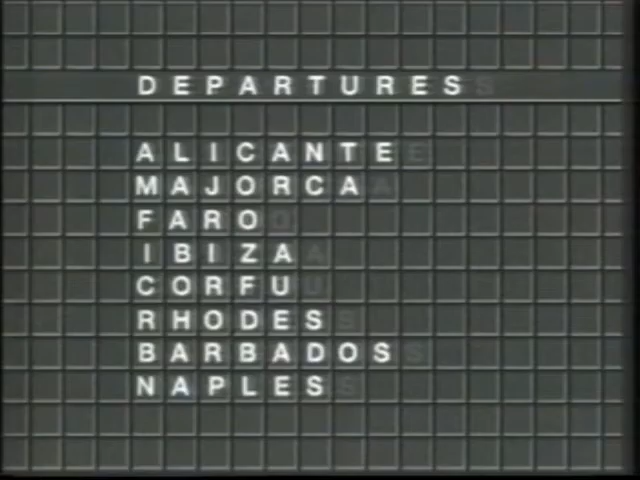 DEPARTURES
ALICANTE
MAJORCA
FARO
IBIZA
CORFU
RHODES
BARBADOS
NAPLES